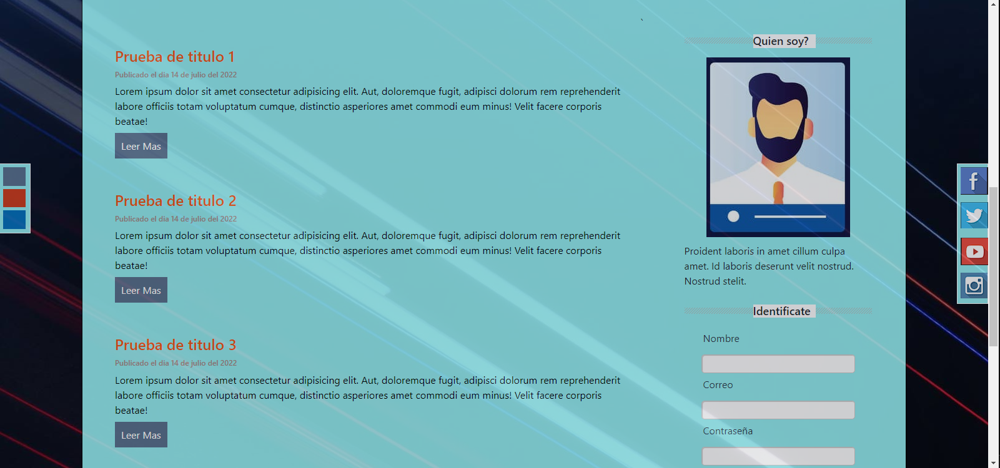 `
Prueba de titulo 1
Publicado el dia 14 de julio del 2022
Lorem ipsum dolor sit amet consectetur adipisicing elit. Aut, doloremque fugit, adipisci dolorum rem reprehenderit
labore officiis totam voluptatum cumque, distinctio asperiores amet commodi eum minus! Velit facere corporis
beatae!
Leer Mas
Prueba de titulo 2
Publicado el dia 14 de julio del 2022
Lorem ipsum dolor sit amet consectetur adipisicing elit. Aut, doloremque fugit, adipisci dolorum rem reprehenderit
labore officiis totam voluptatum cumque, distinctio asperiores amet commodi eum minus! Velit facere corporis
beatae!
Leer Mas
Prueba de titulo 3
Publicado el dia 14 de julio del 2022
Lorem ipsum dolor sit amet consectetur adipisicing elit. Aut, doloremque fugit, adipisci dolorum rem reprehenderit
labore officiis totam voluptatum cumque, distinctio asperiores amet commodi eum minus! Velit facere corporis
beatae!
Leer Mas
Quien soy?
Proident laboris in amet cillum culpa
amet. Id laboris deserunt velit nostrud.
Nostrud stelit.
Identificate
Nombre
Correo
Contraseña